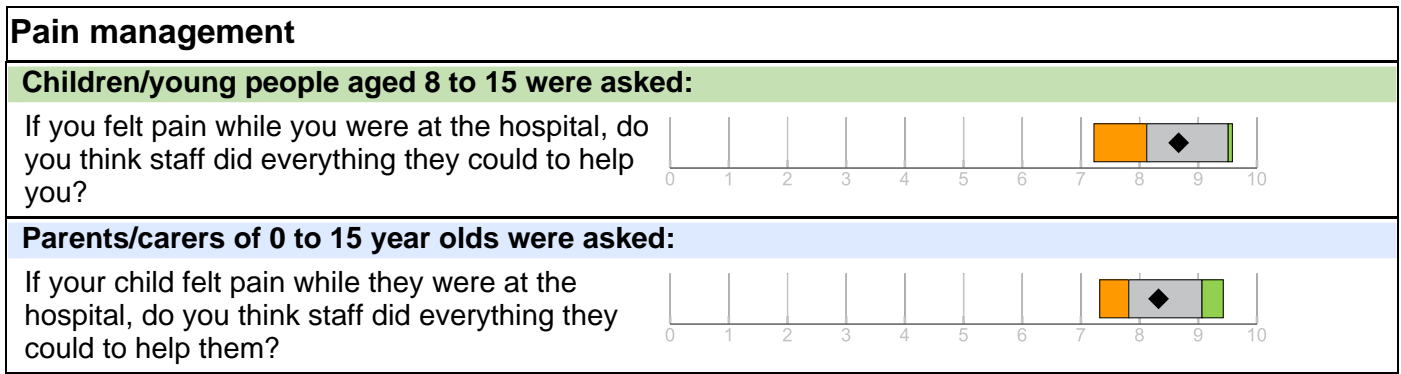 Pain management
Children/young people aged 8 to 15 were asked:
If you felt pain while you were at the hospital, do
you think staff did everything they could to help
you?
0 1 2 3 4 5 6 7 8 9 10
Parents/carers of 0 to 15 year olds were asked:
If your child felt pain while they were at the
hospital, do you think staff did everything they
could to help them?
0 1 2 3 4 5 6 7 8 9 10